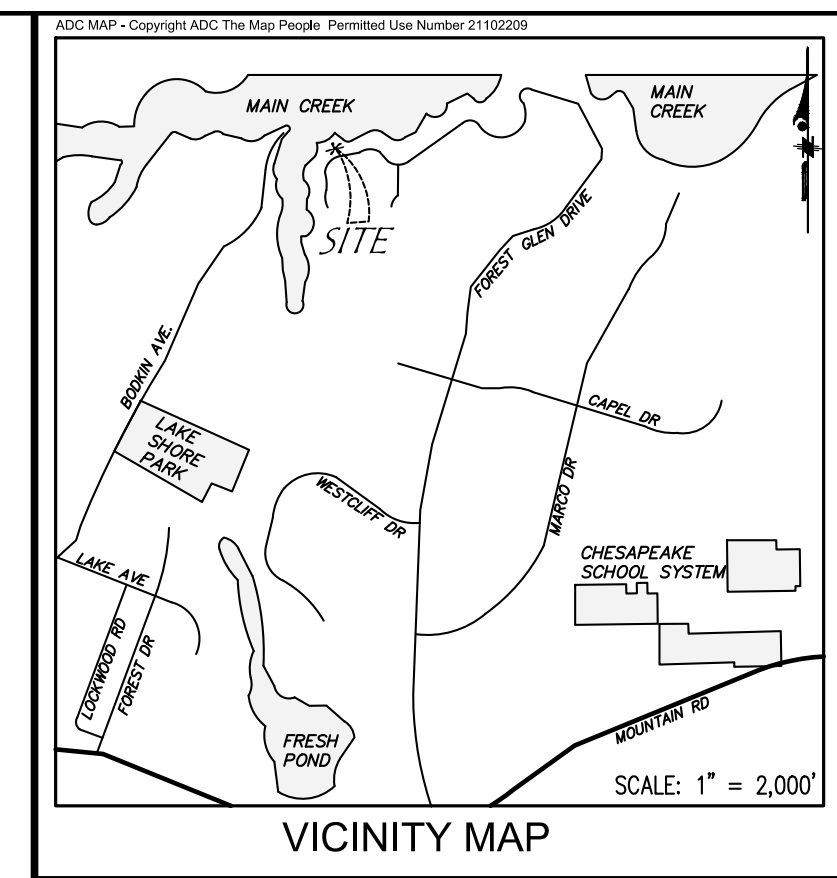 ADC MAP - Copyright ADC The Map People Permitted Use Number 21102209
MAIN CREEK
MAIN
CREEK
SITE
FOREST GLEN DRIVE
BODKIN AVE.
CAPEL DR
LAKE
SHORE
PARK
WESTCLIFF DR
MARCO DR
CHESAPEAKE
SCHOOL SYSTEM
LAKE AVE
LOCKWOOD RD
FOREST DR
MOUNTAIN RD
FRESH
POND
SCALE: 1" = 2,000'
VICINITY MAP